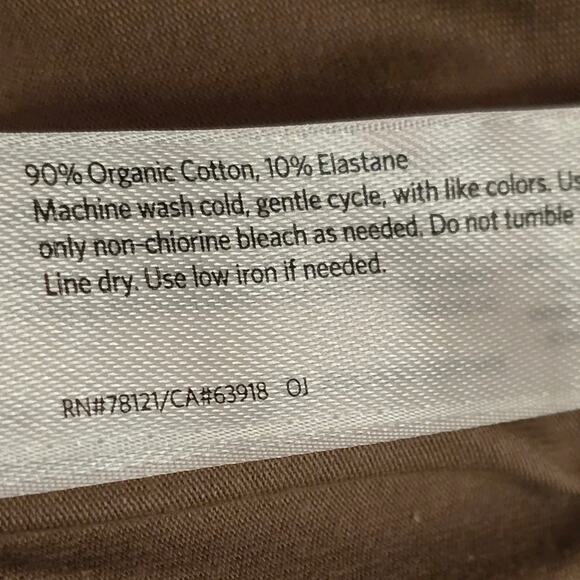 90% Organic Cotton, 10% Elastane
Machine wash cold, gentle cycle, with like colors. Us
only non-chlorine bleach as needed. Do not tumble
Line dry. Use low iron if needed.
RN#78121/CA#63918 OJ